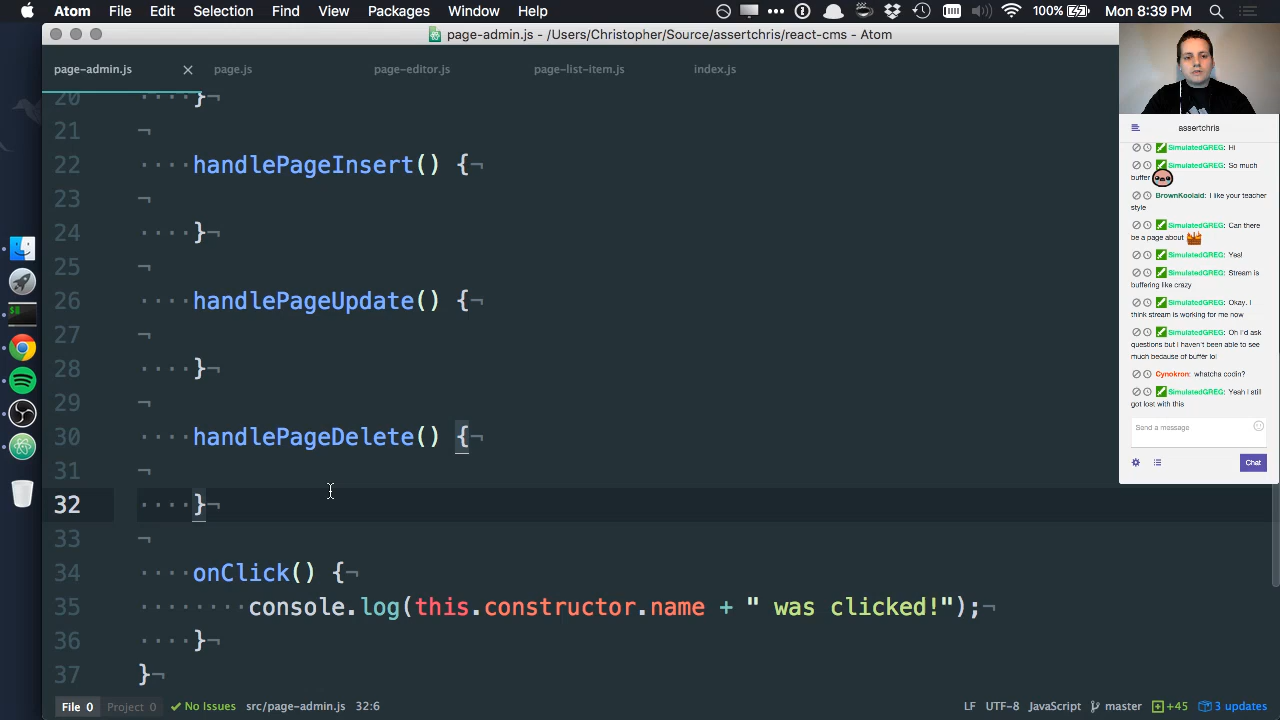 Atom File Edit Selection Find View Packages Window Help 100% Mon 8:39 PM
page-admin.js - /Users/Christopher/Source/assertchris/react-cms - Atom
page-admin.js page.js page-editor.js page-list-item.js index.js
20 }
21
22 handlePageInsert() {
23
24 }
25
26 handlePageUpdate() {
27
28 }
29
30 handlePageDelete() {
31
32 }
33
34 onClick() {
35 console.log(this.constructor.name + " was clicked!");
36 }
37 }
File 0 Project 0 No Issues src/page-admin.js 32:6 LF UTF-8 JavaScript master +45 3 updates
assertchris
SimulatedGREG: Hi
SimulatedGREG: So much
buffer
BrownKoolaid: I like your teacher
style
SimulatedGREG: Can there
be a page about
SimulatedGREG: Yes!
SimulatedGREG: Stream is
buffering like crazy
SimulatedGREG: Okay. I
think stream is working for me now
SimulatedGREG: Oh I'd ask
questions but I haven't been able to see
much because of buffer lol
Cynokron: whatcha codin?
SimulatedGREG: Yeah I still
got lost with this
Send a message
Chat